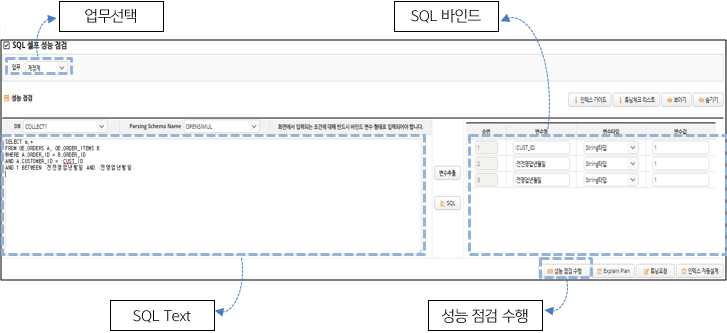 업무선택
SQL 바인드
SQL 셀프 성능 점검
업무 계정계
성능 점검
인덱스 가이드
튜닝체크 리스트
보이기
숨기기
DB COLLECT1 Parsing Schema Name OPENSIMUL 화면에서 입력되는 조건에 대해 반드시 바인드 변수 형태로 입력되어야 합니다.
SELECT a.*
FROM OE.ORDERS A, OE.ORDER_ITEMS B
WHERE A.ORDER_ID = B.ORDER_ID
AND A.CUSTOMER_ID = :CUST_ID
AND 1 BETWEEN :전전영업년월일 AND :전영업년월일
변수추출
SQL
순번 변수명 변수타입 변수값
1 :CUST_ID String타입 1
2 :전전영업년월일 String타입 1
3 :전영업년월일 String타입 1
성능 점검 수행
Explain Plan
튜닝요청
인덱스 자동설계
SQL Text
성능 점검 수행